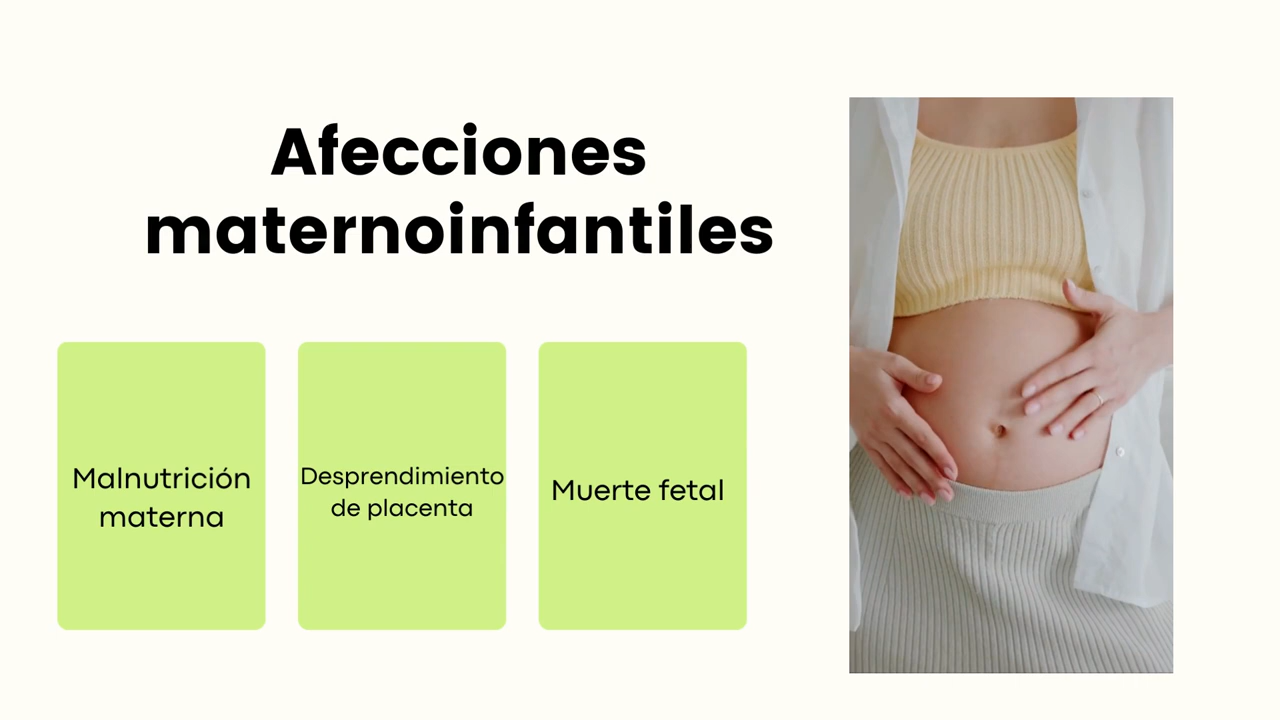 Afecciones
maternoinfantiles
Malnutrición
materna
Desprendimiento
de placenta
Muerte fetal